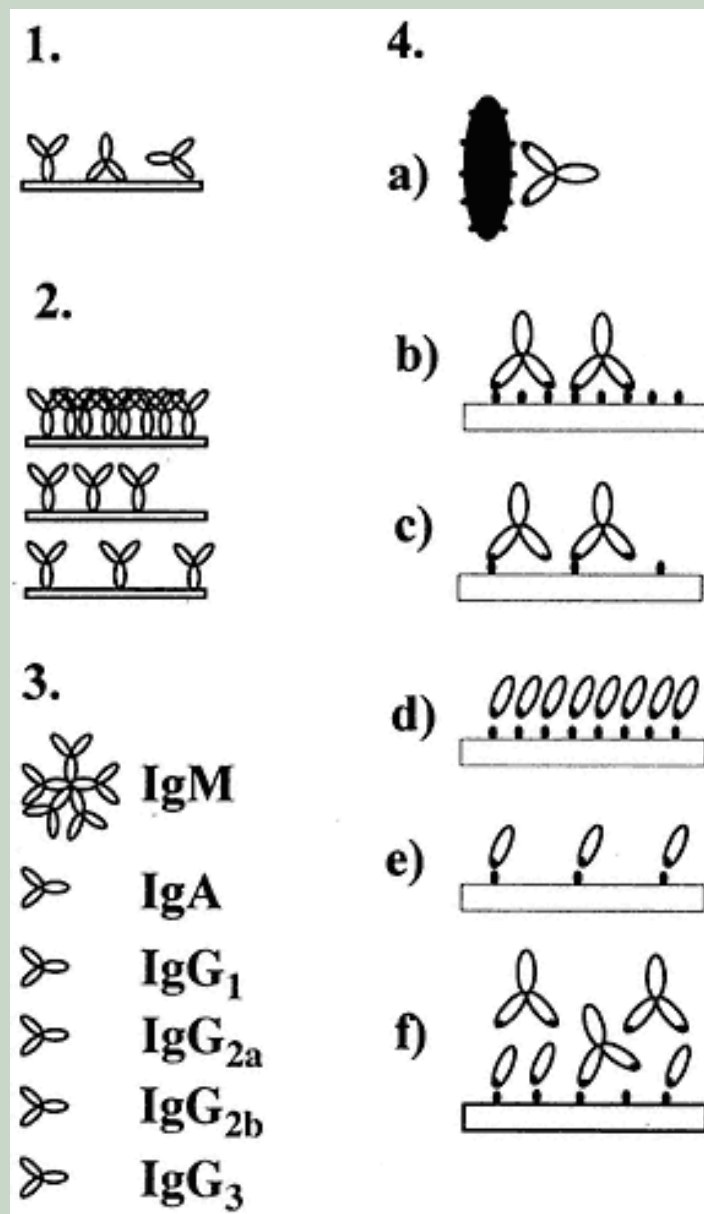 1.
2.
3.
IgM
IgA
IgG₁
IgG₂ₐ
IgG₂b
IgG₃
4.
a)
b)
c)
d)
e)
f)